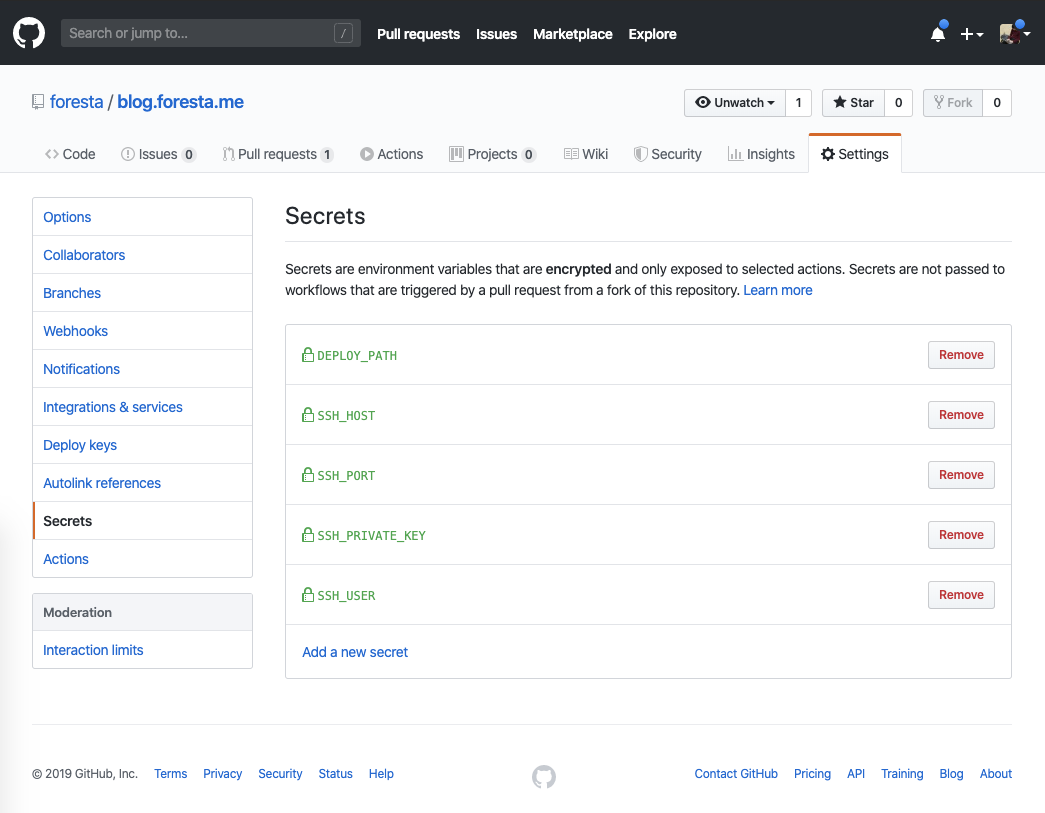 Search or jump to... / Pull requests Issues Marketplace Explore
foresta / blog.foresta.me Unwatch 1 Star 0 Fork 0
Code Issues 0 Pull requests 1 Actions Projects 0 Wiki Security Insights Settings
Options
Collaborators
Branches
Webhooks
Notifications
Integrations & services
Deploy keys
Autolink references
Secrets
Actions
Moderation
Interaction limits
Secrets
Secrets are environment variables that are encrypted and only exposed to selected actions. Secrets are not passed to
workflows that are triggered by a pull request from a fork of this repository. Learn more
DEPLOY_PATH Remove
SSH_HOST Remove
SSH_PORT Remove
SSH_PRIVATE_KEY Remove
SSH_USER Remove
Add a new secret
© 2019 GitHub, Inc. Terms Privacy Security Status Help Contact GitHub Pricing API Training Blog About